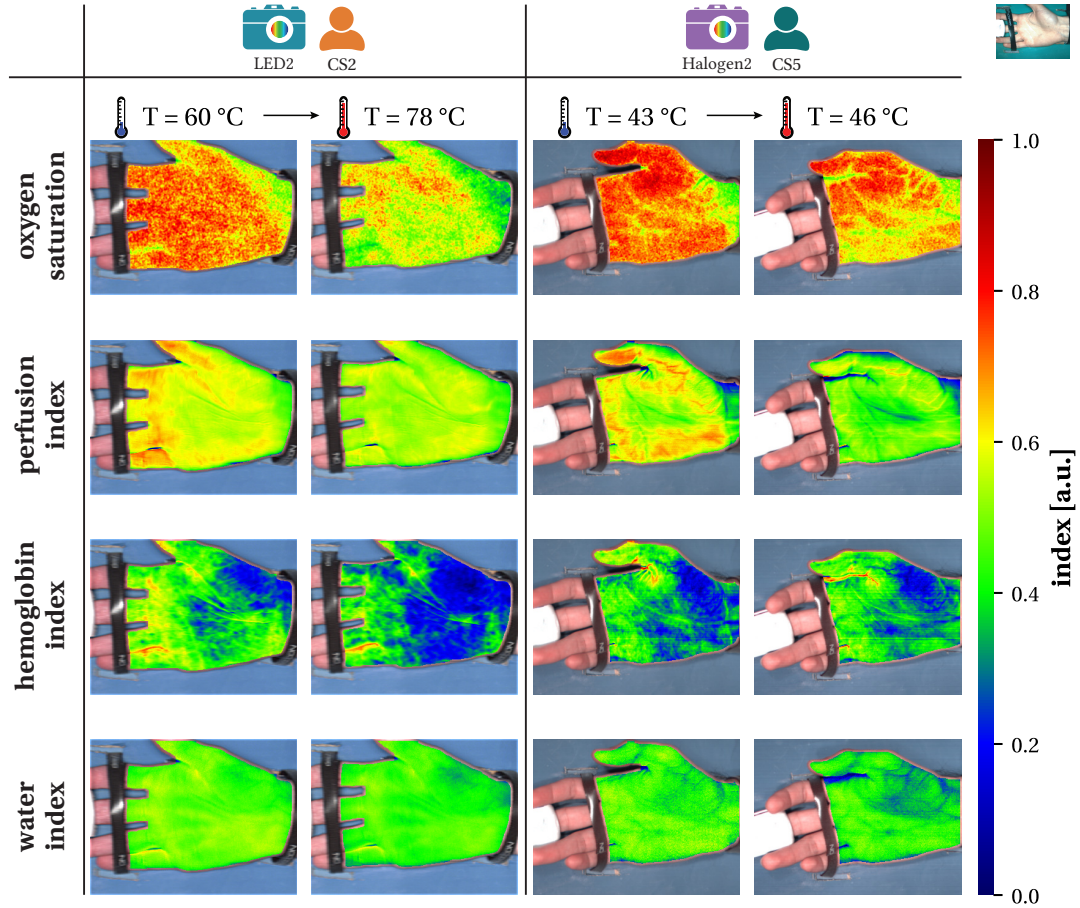 LED2 CS2 Halogen2 CS5
T = 60 °C T = 78 °C T = 43 °C T = 46 °C
oxygen
saturation
perfusion
index
hemoglobin
index
water
index
1.0
0.8
0.6
0.4
0.2
0.0
index [a.u.]